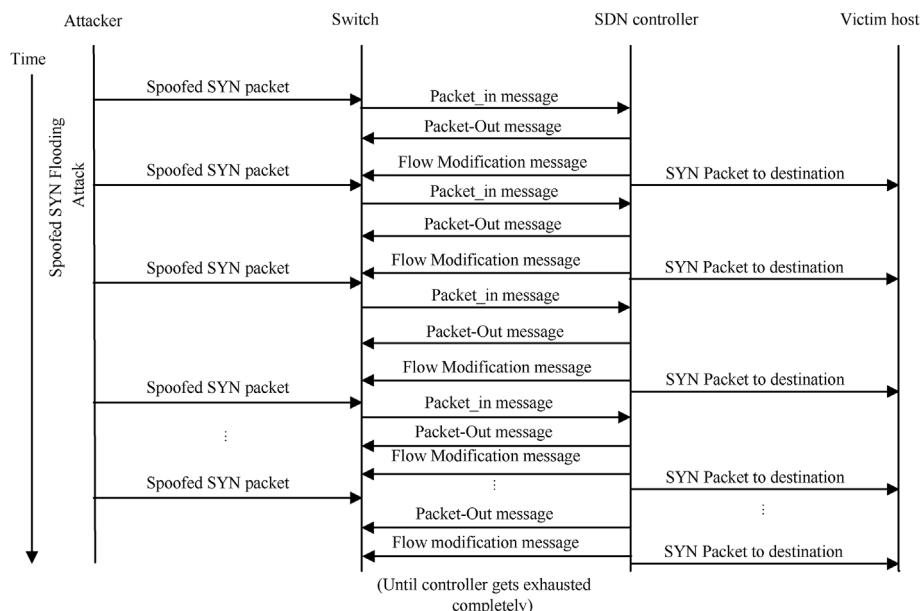 Attacker
Switch
SDN controller
Victim host
Time
Spoofed SYN Flooding
Attack
Spoofed SYN packet
Packet_in message
Packet-Out message
Flow Modification message
Spoofed SYN packet
SYN Packet to destination
Packet_in message
Packet-Out message
Flow Modification message
Spoofed SYN packet
SYN Packet to destination
Packet_in message
Packet-Out message
Flow Modification message
Spoofed SYN packet
SYN Packet to destination
Packet_in message
...
Packet-Out message
Flow Modification message
Spoofed SYN packet
SYN Packet to destination
...
...
Packet-Out message
Flow modification message
SYN Packet to destination
(Until controller gets exhausted
completely)